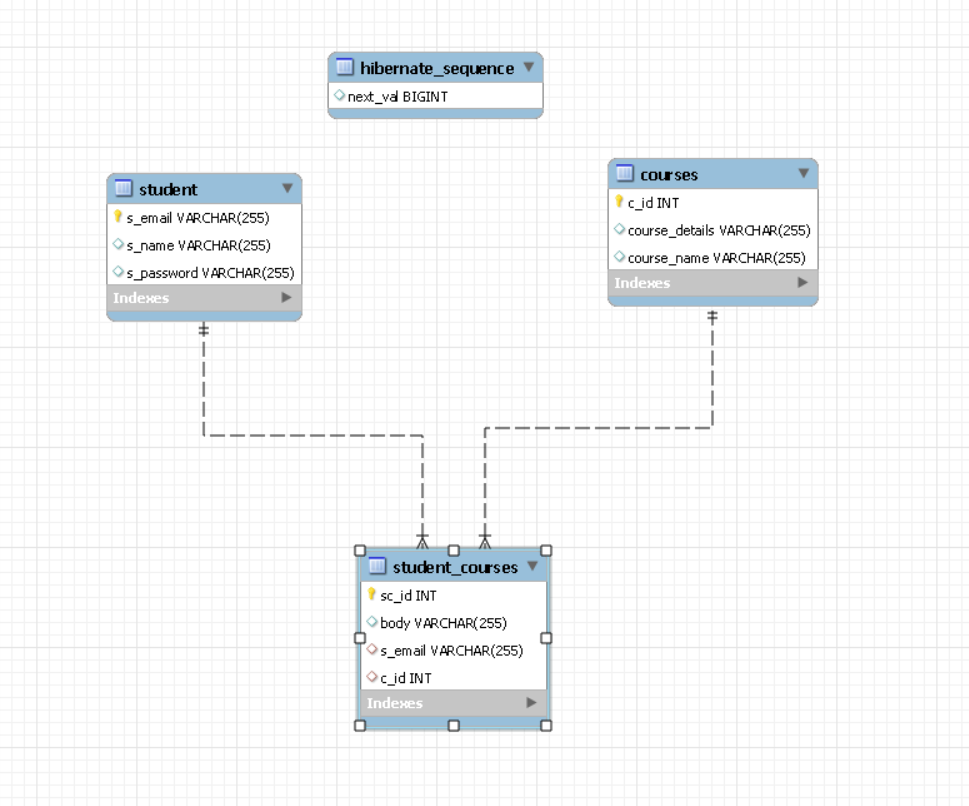 hibernate_sequence
next_val BIGINT
student
s_email VARCHAR(255)
s_name VARCHAR(255)
s_password VARCHAR(255)
Indexes
courses
c_id INT
course_details VARCHAR(255)
course_name VARCHAR(255)
Indexes
student_courses
sc_id INT
body VARCHAR(255)
s_email VARCHAR(255)
c_id INT
Indexes